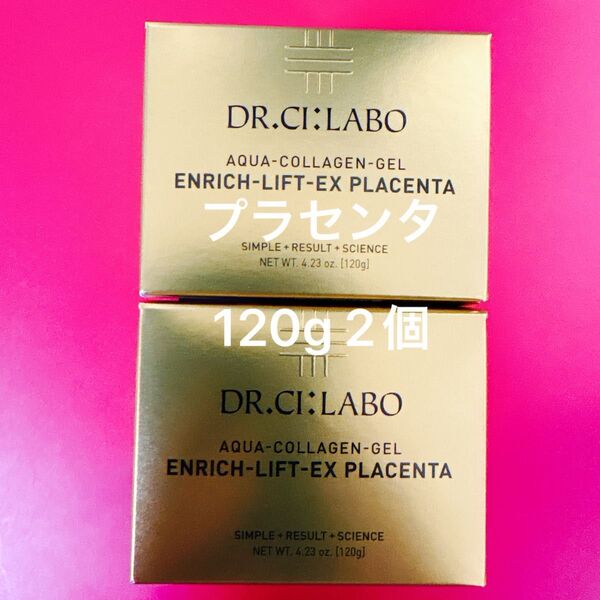 DR.CI:LABO
AQUA-COLLAGEN-GEL
ENRICH-LIFT-EX PLACENTA
プラセンタ
SIMPLE+RESULT+SCIENCE
NET WT. 4.23 oz. [120g]
120g 2個
DR.CI:LABO
AQUA-COLLAGEN-GEL
ENRICH-LIFT-EX PLACENTA
SIMPLE+RESULT+SCIENCE
NET WT. 4.23 oz. [120g]